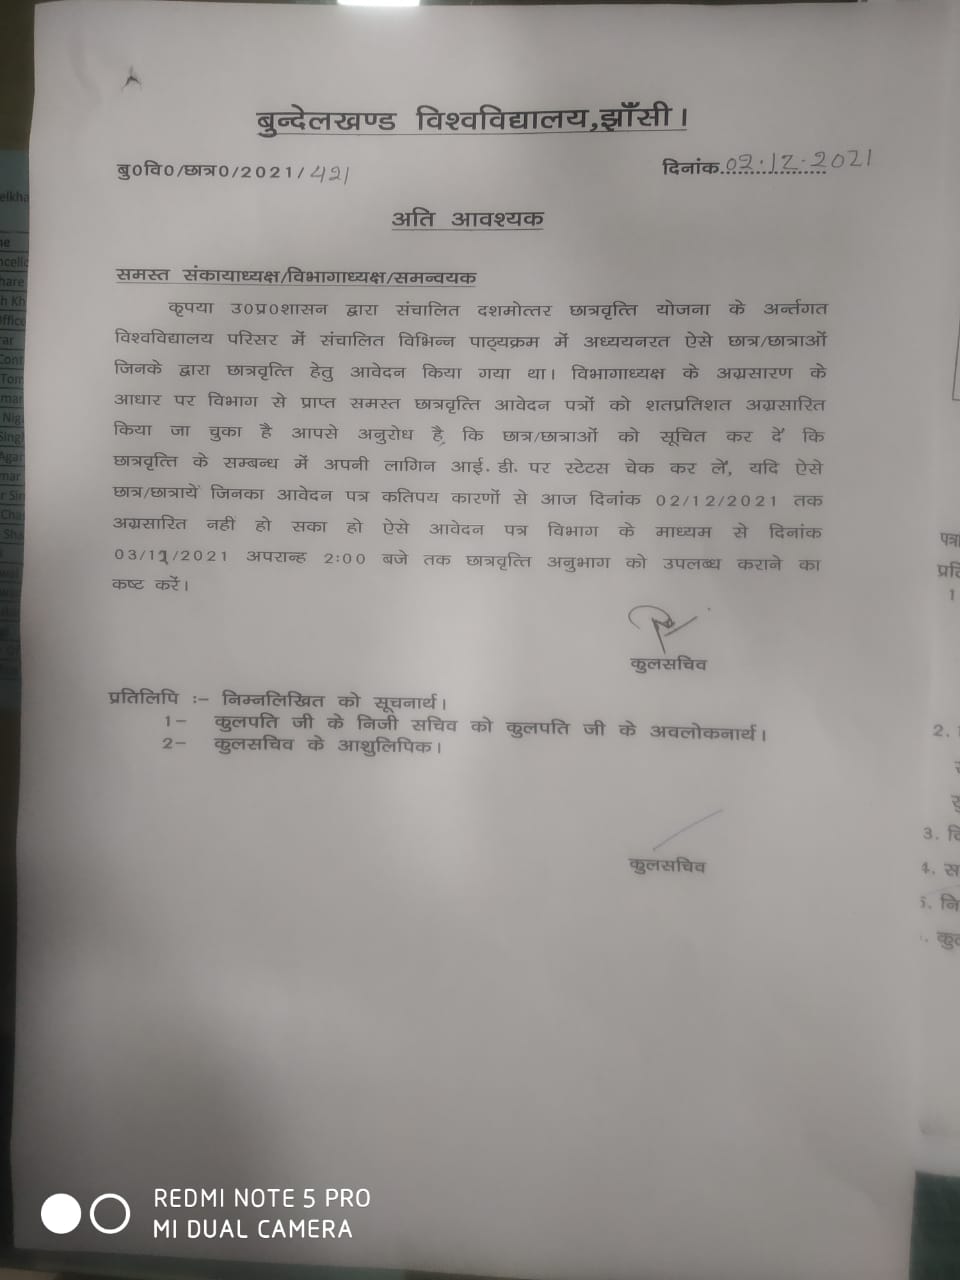 बुन्देलखण्ड विश्वविद्यालय,झाँसी।
बु0वि0/छात्र0/2021/421
दिनांक 02.12.2021
अति आवश्यक
समस्त संकायाध्यक्ष/विभागाध्यक्ष/समन्वयक
कृपया उ0प्र0शासन द्वारा संचालित दशमोत्तर छात्रवृत्ति योजना के अर्न्तगत
विश्वविद्यालय परिसर में संचालित विभिन्न पाठ्यक्रम में अध्ययनरत ऐसे छात्र/छात्राओं
जिनके द्वारा छात्रवृत्ति हेतु आवेदन किया गया था। विभागाध्यक्ष के अग्रसारण के
आधार पर विभाग से प्राप्त समस्त छात्रवृत्ति आवेदन पत्रों को शतप्रतिशत अग्रसारित
किया जा चुका है आपसे अनुरोध है, कि छात्र/छात्राओं को सूचित कर दें कि
छात्रवृत्ति के सम्बन्ध में अपनी लागिन आई.डी. पर स्टेटस चेक कर लें, यदि ऐसे
छात्र/छात्रायें जिनका आवेदन पत्र कतिपय कारणों से आज दिनांक 02/12/2021 तक
अग्रसारित नहीं हो सका हो ऐसे आवेदन पत्र विभाग के माध्यम से दिनांक
03/12/2021 अपरान्ह 2:00 बजे तक छात्रवृत्ति अनुभाग को उपलब्ध कराने का
कष्ट करें।
कुलसचिव
प्रतिलिपि :- निम्नलिखित को सूचनार्थ।
1- कुलपति जी के निजी सचिव को कुलपति जी के अवलोकनार्थ।
2- कुलसचिव के आशुलिपिक।
कुलसचिव
REDMI NOTE 5 PRO
MI DUAL CAMERA